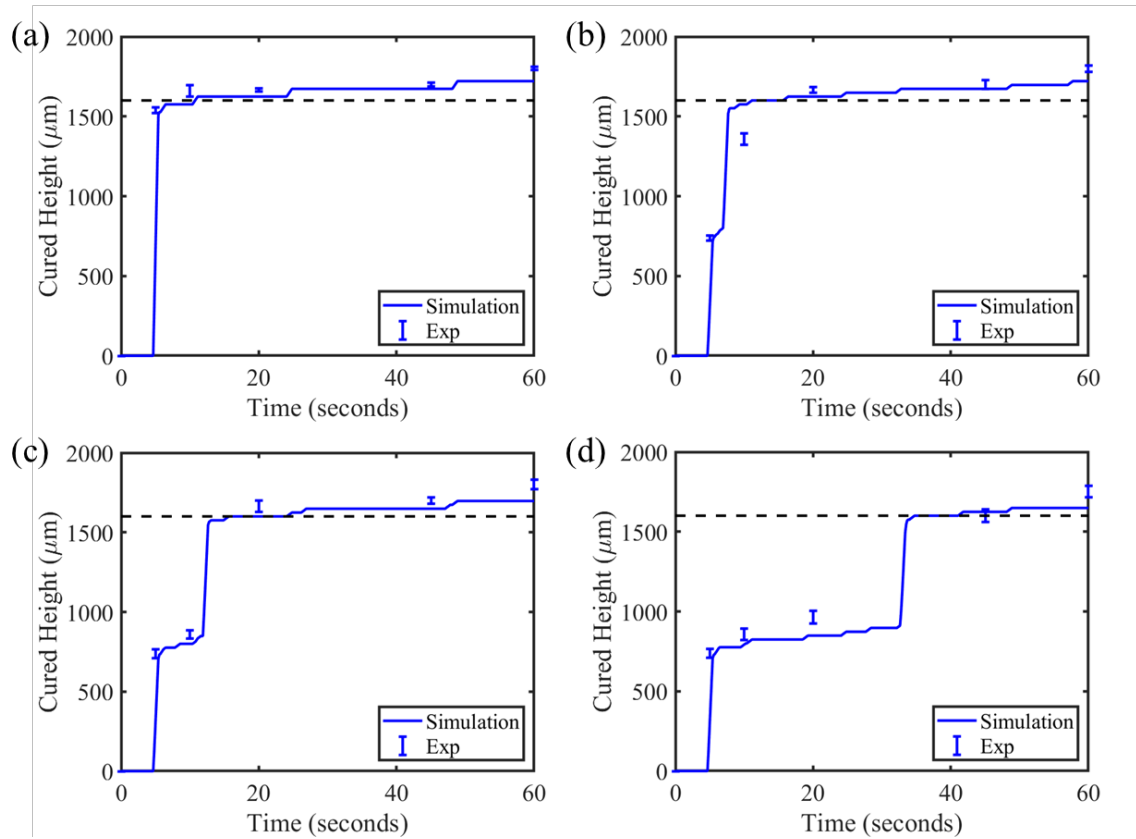 (a)
2000
1500
1000
500
0
Cured Height (μm)
Simulation
Exp
0 20 40 60
Time (seconds)
(b)
2000
1500
1000
500
0
Cured Height (μm)
Simulation
Exp
0 20 40 60
Time (seconds)
(c)
2000
1500
1000
500
0
Cured Height (μm)
Simulation
Exp
0 20 40 60
Time (seconds)
(d)
2000
1500
1000
500
0
Cured Height (μm)
Simulation
Exp
0 20 40 60
Time (seconds)